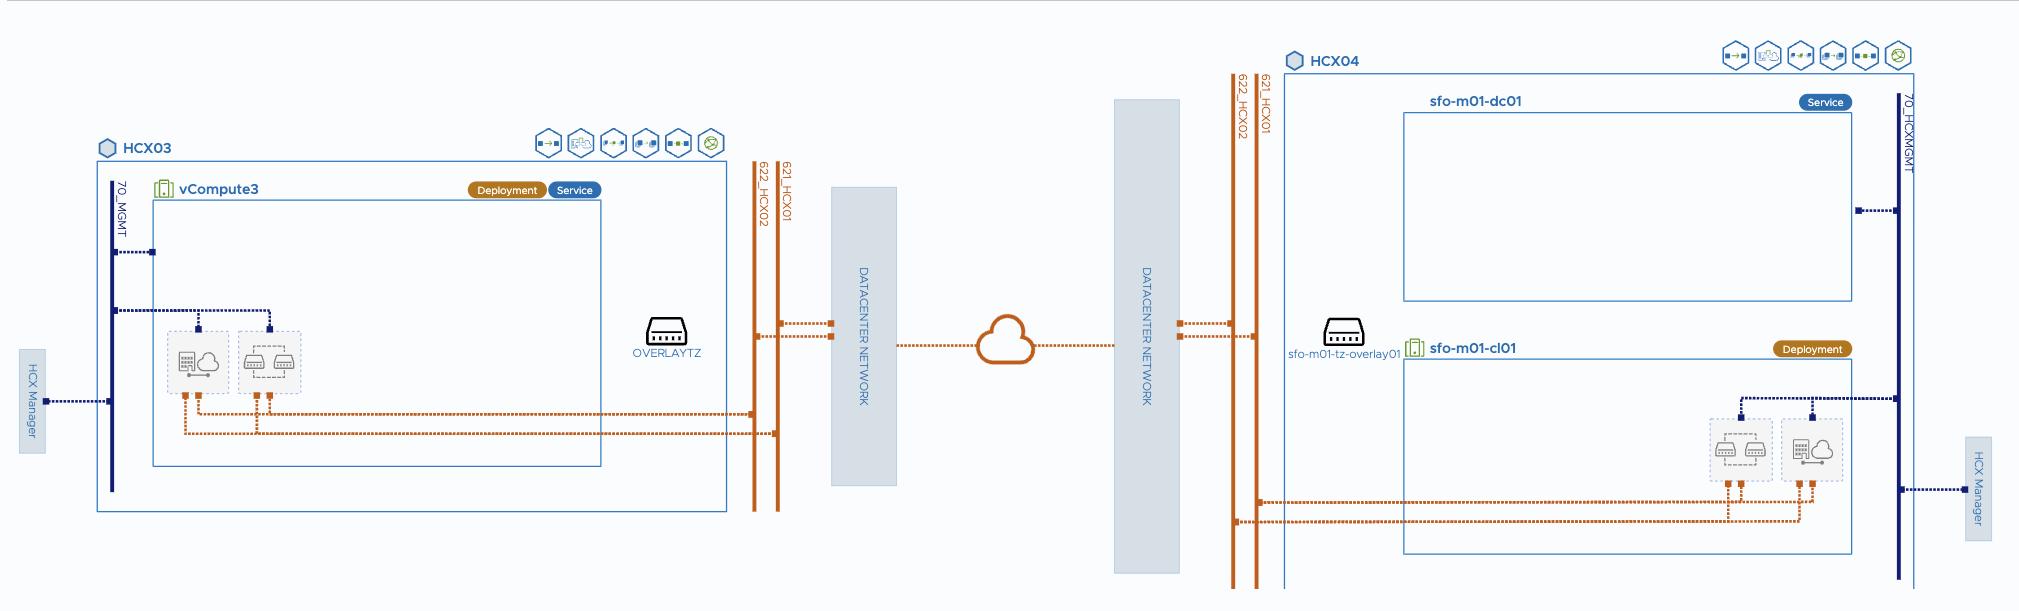 HCX03
vCompute3
Deployment
Service
70_MGMT
HCX Manager
OVERLAYTZ
622_HCX02
621_HCX01
DATACENTER NETWORK
DATACENTER NETWORK
622_HCX02
621_HCX01
HCX04
sfo-m01-dc01
Service
70_HCXMGMT
sfo-m01-tz-overlay01
sfo-m01-cl01
Deployment
HCX Manager